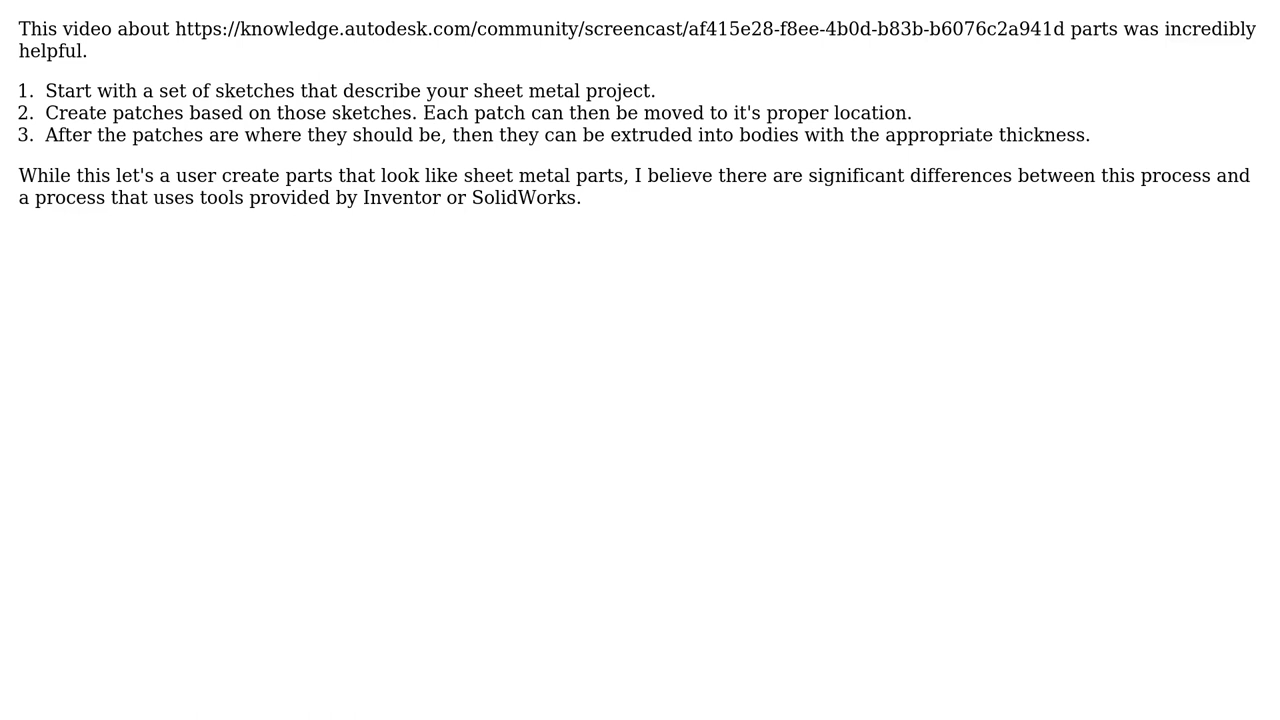 This video about https://knowledge.autodesk.com/community/screencast/af415e28-f8ee-4b0d-b83b-b6076c2a941d parts was incredibly
helpful.
1. Start with a set of sketches that describe your sheet metal project.
2. Create patches based on those sketches. Each patch can then be moved to it's proper location.
3. After the patches are where they should be, then they can be extruded into bodies with the appropriate thickness.
While this let's a user create parts that look like sheet metal parts, I believe there are significant differences between this process and
a process that uses tools provided by Inventor or SolidWorks.